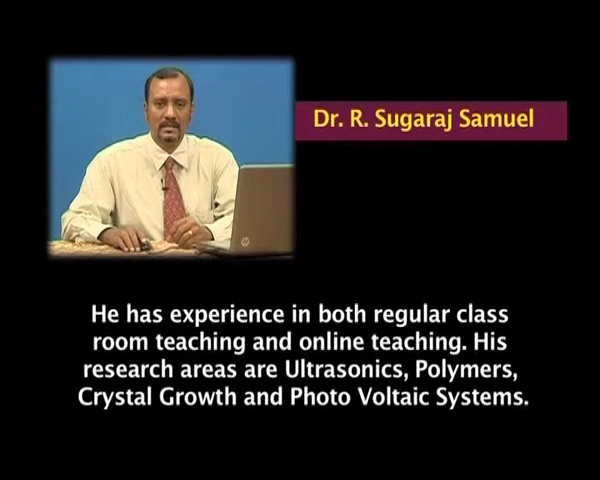 Dr. R. Sugaraj Samuel
hp
He has experience in both regular class
room teaching and online teaching. His
research areas are Ultrasonics, Polymers,
Crystal Growth and Photo Voltaic Systems.